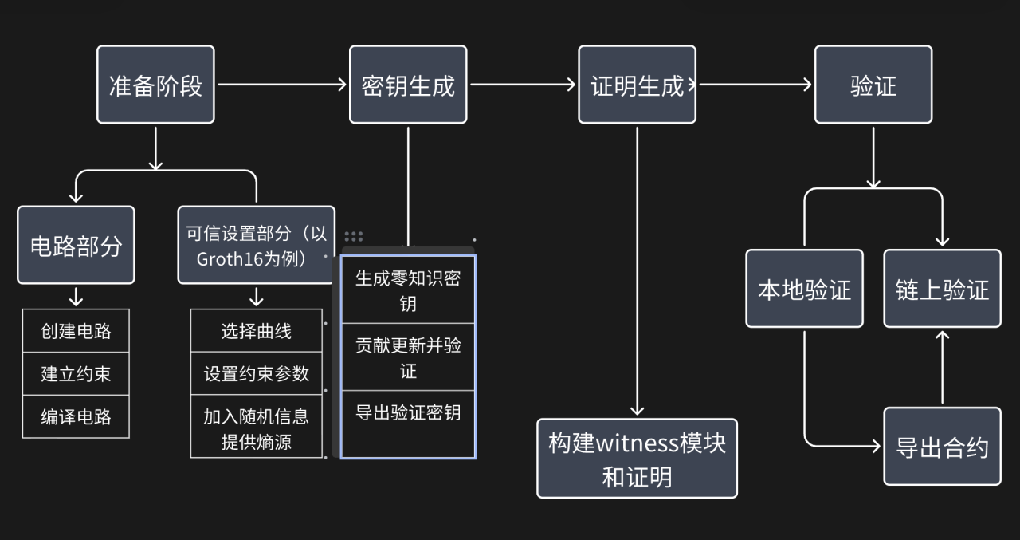 准备阶段
密钥生成
证明生成
验证
电路部分
可信设置部分（以
Groth16为例）
创建电路
建立约束
编译电路
选择曲线
设置约束参数
加入随机信息
提供熵源
生成零知识密
钥
贡献更新并验
证
导出验证密钥
构建witness模块
和证明
本地验证
链上验证
导出合约